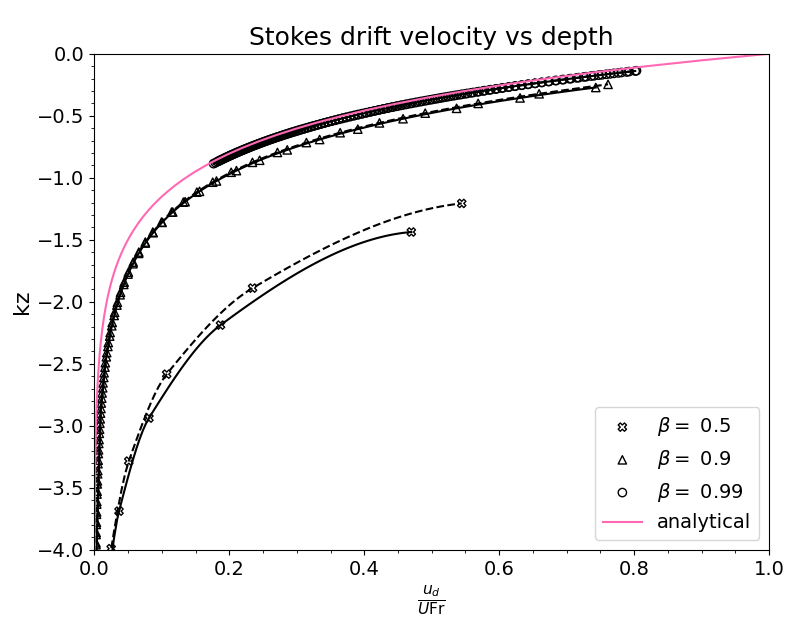 Stokes drift velocity vs depth
0.0
−0.5
−1.0
−1.5
−2.0
−2.5
−3.0
−3.5
−4.0
kz
β = 0.5
β = 0.9
β = 0.99
analytical
0.0 0.2 0.4 0.6 0.8 1.0
u_d
UFr